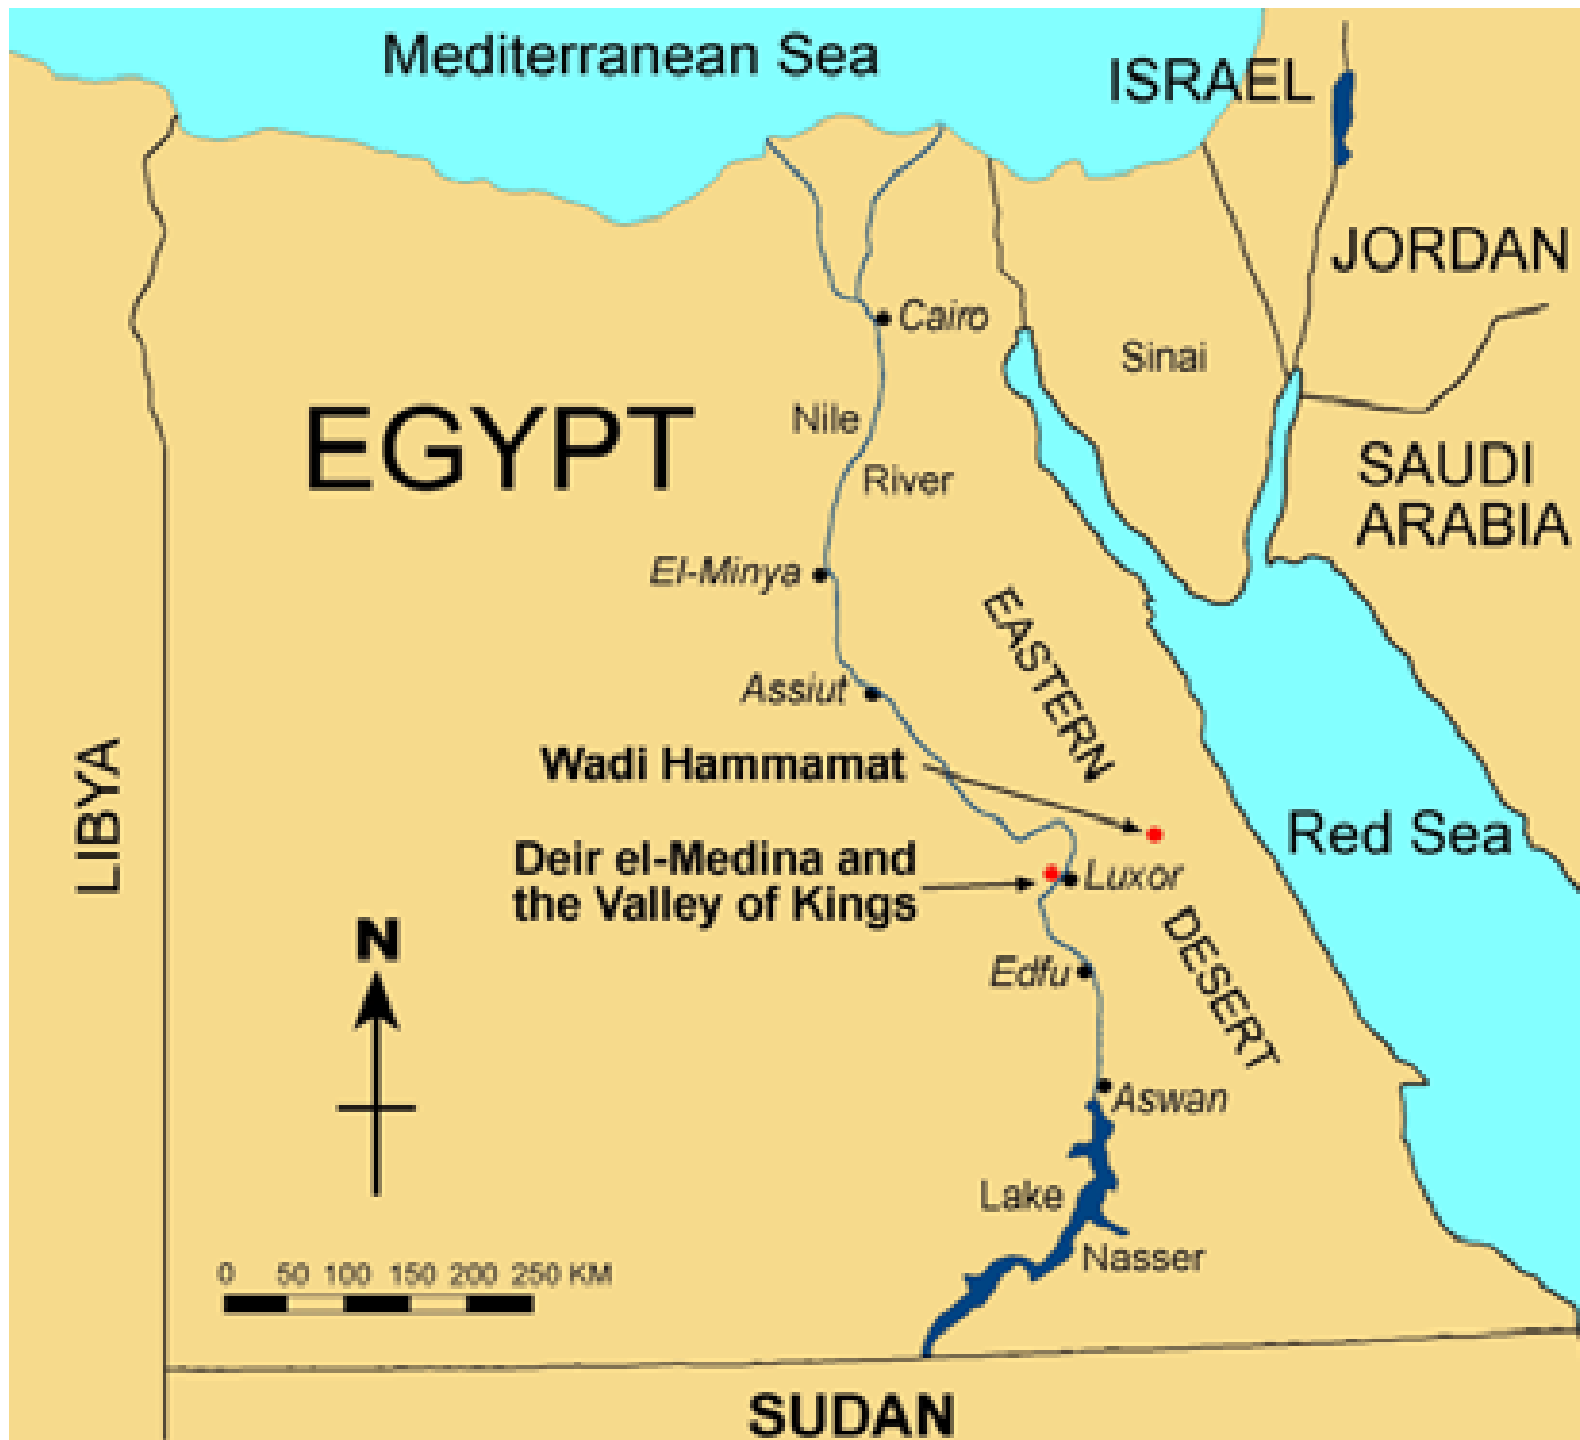 Mediterranean Sea
ISRAEL
JORDAN
Cairo
Sinai
EGYPT
Nile
River
SAUDI
ARABIA
El-Minya
EASTERN
Assiut
Wadi Hammamat
LIBYA
Red Sea
Deir el-Medina and
the Valley of Kings
Luxor
N
DESERT
Edfu
Aswan
Lake
Nasser
0 50 100 150 200 250 KM
SUDAN